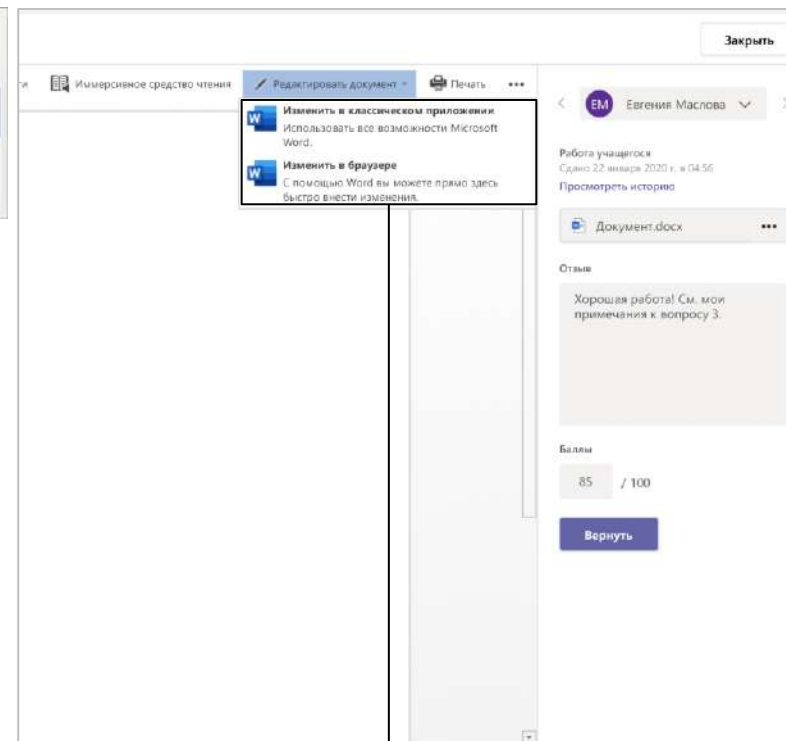 Закрыть
Иммерсивное средство чтения
Редактировать документ
Печать
•••
Изменить в классическом приложении
Использовать все возможности Microsoft
Word.
Изменить в браузере
С помощью Word вы можете прямо здесь
быстро внести изменения.
EM
Евгения Маслова
Работа учащегося
Сдано 22 января 2020 г. в 04:56
Просмотреть историю
Документ.docx
•••
Отзыв
Хорошая работа! См. мои
примечания к вопросу 3.
Баллы
85 / 100
Вернуть